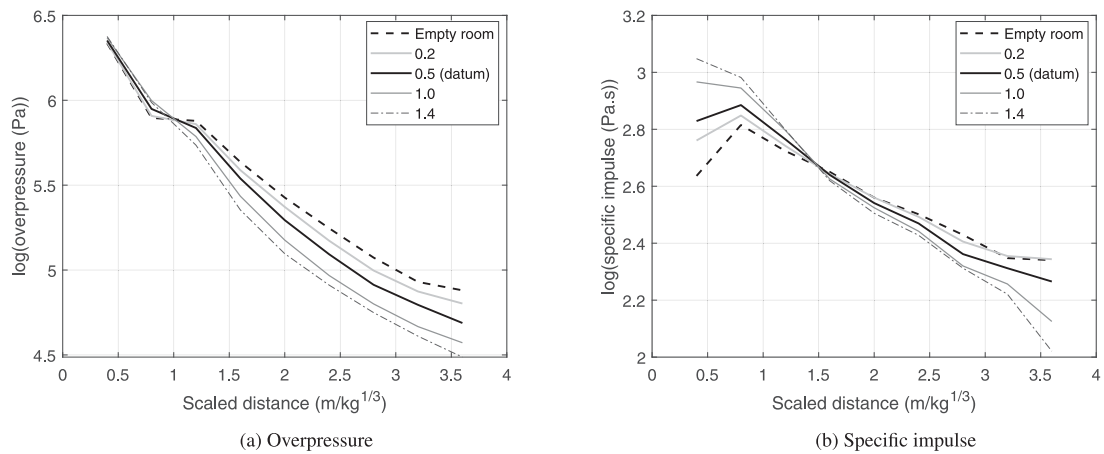 6.5
6
5.5
5
4.5
log(overpressure (Pa))
Empty room
0.2
0.5 (datum)
1.0
1.4
0 0.5 1 1.5 2 2.5 3 3.5 4
Scaled distance (m/kg^{1/3})
(a) Overpressure
3.2
3
2.8
2.6
2.4
2.2
2
log(specific impulse (Pa.s))
Empty room
0.2
0.5 (datum)
1.0
1.4
0 0.5 1 1.5 2 2.5 3 3.5 4
Scaled distance (m/kg^{1/3})
(b) Specific impulse